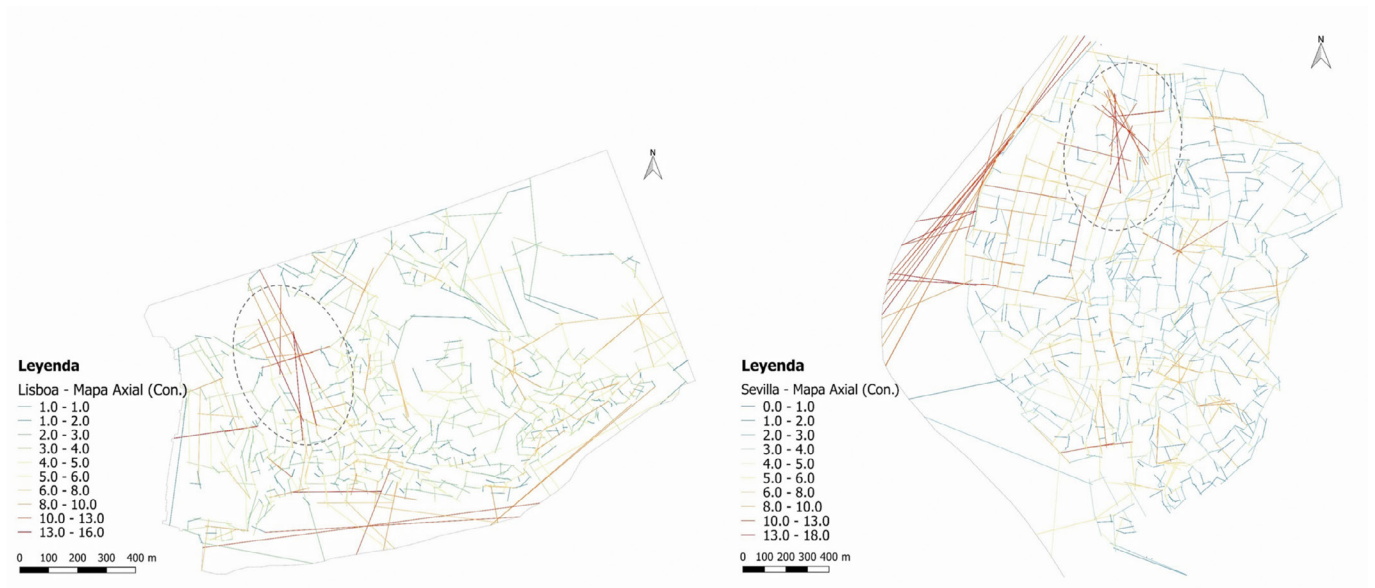 N
Leyenda
Lisboa - Mapa Axial (Con.)
1.0 - 1.0
1.0 - 2.0
2.0 - 3.0
3.0 - 4.0
4.0 - 5.0
5.0 - 6.0
6.0 - 8.0
8.0 - 10.0
10.0 - 13.0
13.0 - 16.0
0 100 200 300 400 m
N
Leyenda
Sevilla - Mapa Axial (Con.)
0.0 - 1.0
1.0 - 2.0
2.0 - 3.0
3.0 - 4.0
4.0 - 5.0
5.0 - 6.0
6.0 - 8.0
8.0 - 10.0
10.0 - 13.0
13.0 - 18.0
0 100 200 300 400 m